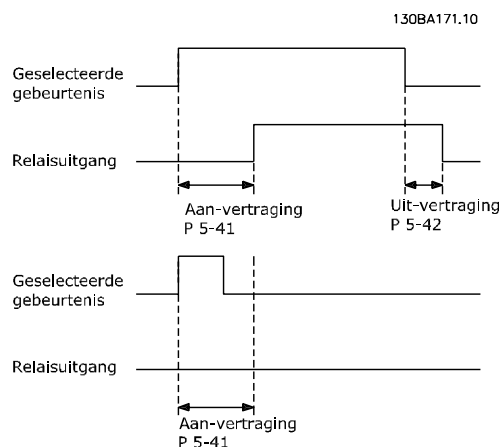 130BA171.10
Geselecteerde
gebeurtenis
Relaisuitgang
Aan-vertraging
P 5-41
Uit-vertraging
P 5-42
Geselecteerde
gebeurtenis
Relaisuitgang
Aan-vertraging
P 5-41